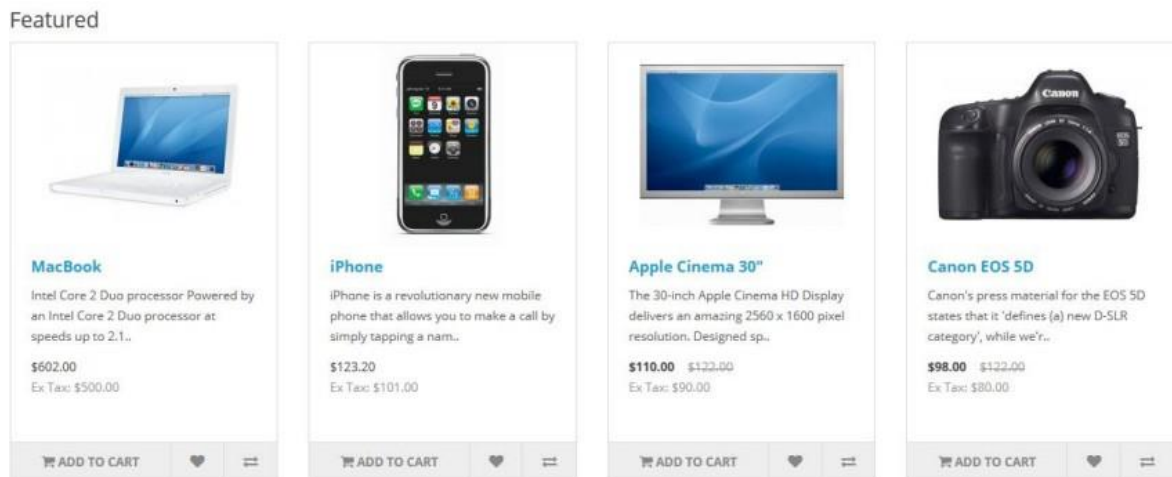 Featured
MacBook
Intel Core 2 Duo processor Powered by
an Intel Core 2 Duo processor at
speeds up to 2.1..
$602.00
Ex Tax: $500.00
ADD TO CART
iPhone
iPhone is a revolutionary new mobile
phone that allows you to make a call by
simply tapping a nam..
$123.20
Ex Tax: $101.00
ADD TO CART
Apple Cinema 30"
The 30-inch Apple Cinema HD Display
delivers an amazing 2560 x 1600 pixel
resolution. Designed sp..
$110.00 $122.00
Ex Tax: $90.00
ADD TO CART
Canon
EOS
5D
Canon EOS 5D
Canon's press material for the EOS 5D
states that it 'defines (a) new D-SLR
category', while we'r..
$98.00 $122.00
Ex Tax: $80.00
ADD TO CART